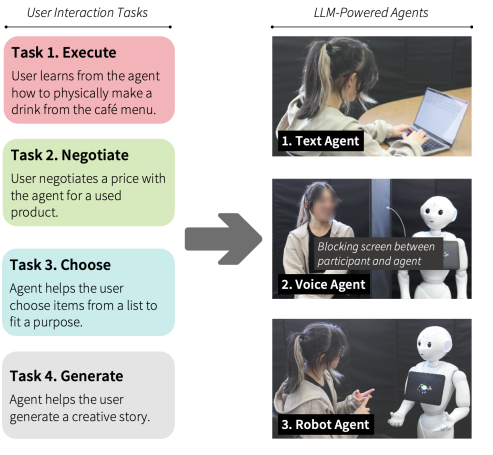 User Interaction Tasks
Task 1. Execute
User learns from the agent
how to physically make a
drink from the café menu.
Task 2. Negotiate
User negotiates a price with
the agent for a used
product.
Task 3. Choose
Agent helps the user
choose items from a list to
fit a purpose.
Task 4. Generate
Agent helps the user
generate a creative story.
LLM-Powered Agents
1. Text Agent
Blocking screen between
participant and agent
2. Voice Agent
3. Robot Agent